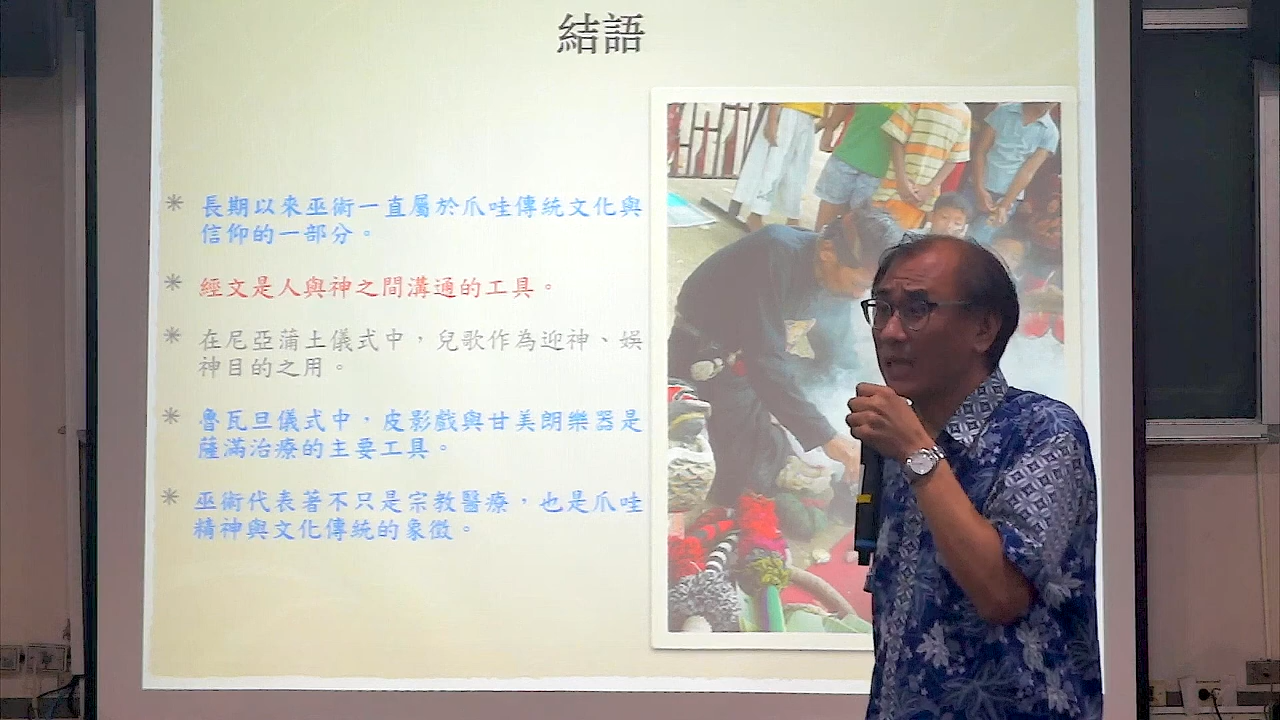 結語
長期以來巫術一直屬於爪哇傳統文化與
信仰的一部分。
經文是人與神之間溝通的工具。
在尼亞蒲土儀式中，兒歌作為迎神、娛
神目的之用。
魯瓦旦儀式中，皮影戲與甘美朗樂器是
薩滿治療的主要工具。
巫術代表著不只是宗教醫療，也是爪哇
精神與文化傳統的象徵。